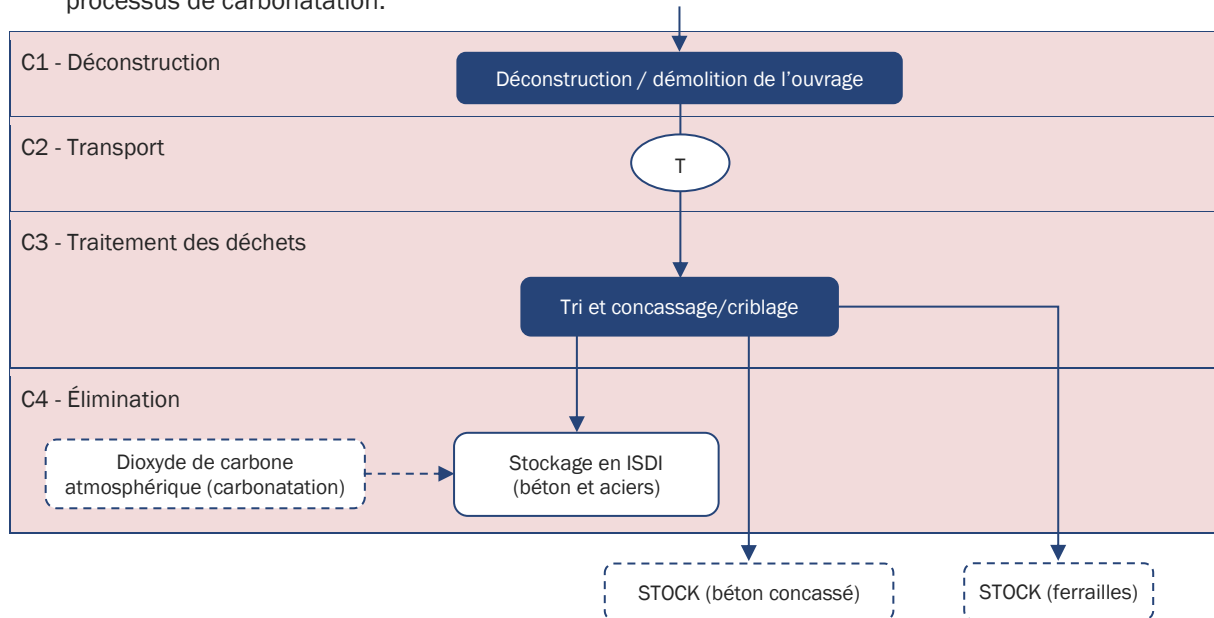 processus de carbonatation.
C1 - Déconstruction
Déconstruction / démolition de l'ouvrage
C2 - Transport
T
C3 - Traitement des déchets
Tri et concassage/criblage
C4 - Élimination
Dioxyde de carbone
atmosphérique (carbonatation)
Stockage en ISDI
(béton et aciers)
STOCK (béton concassé)
STOCK (ferrailles)